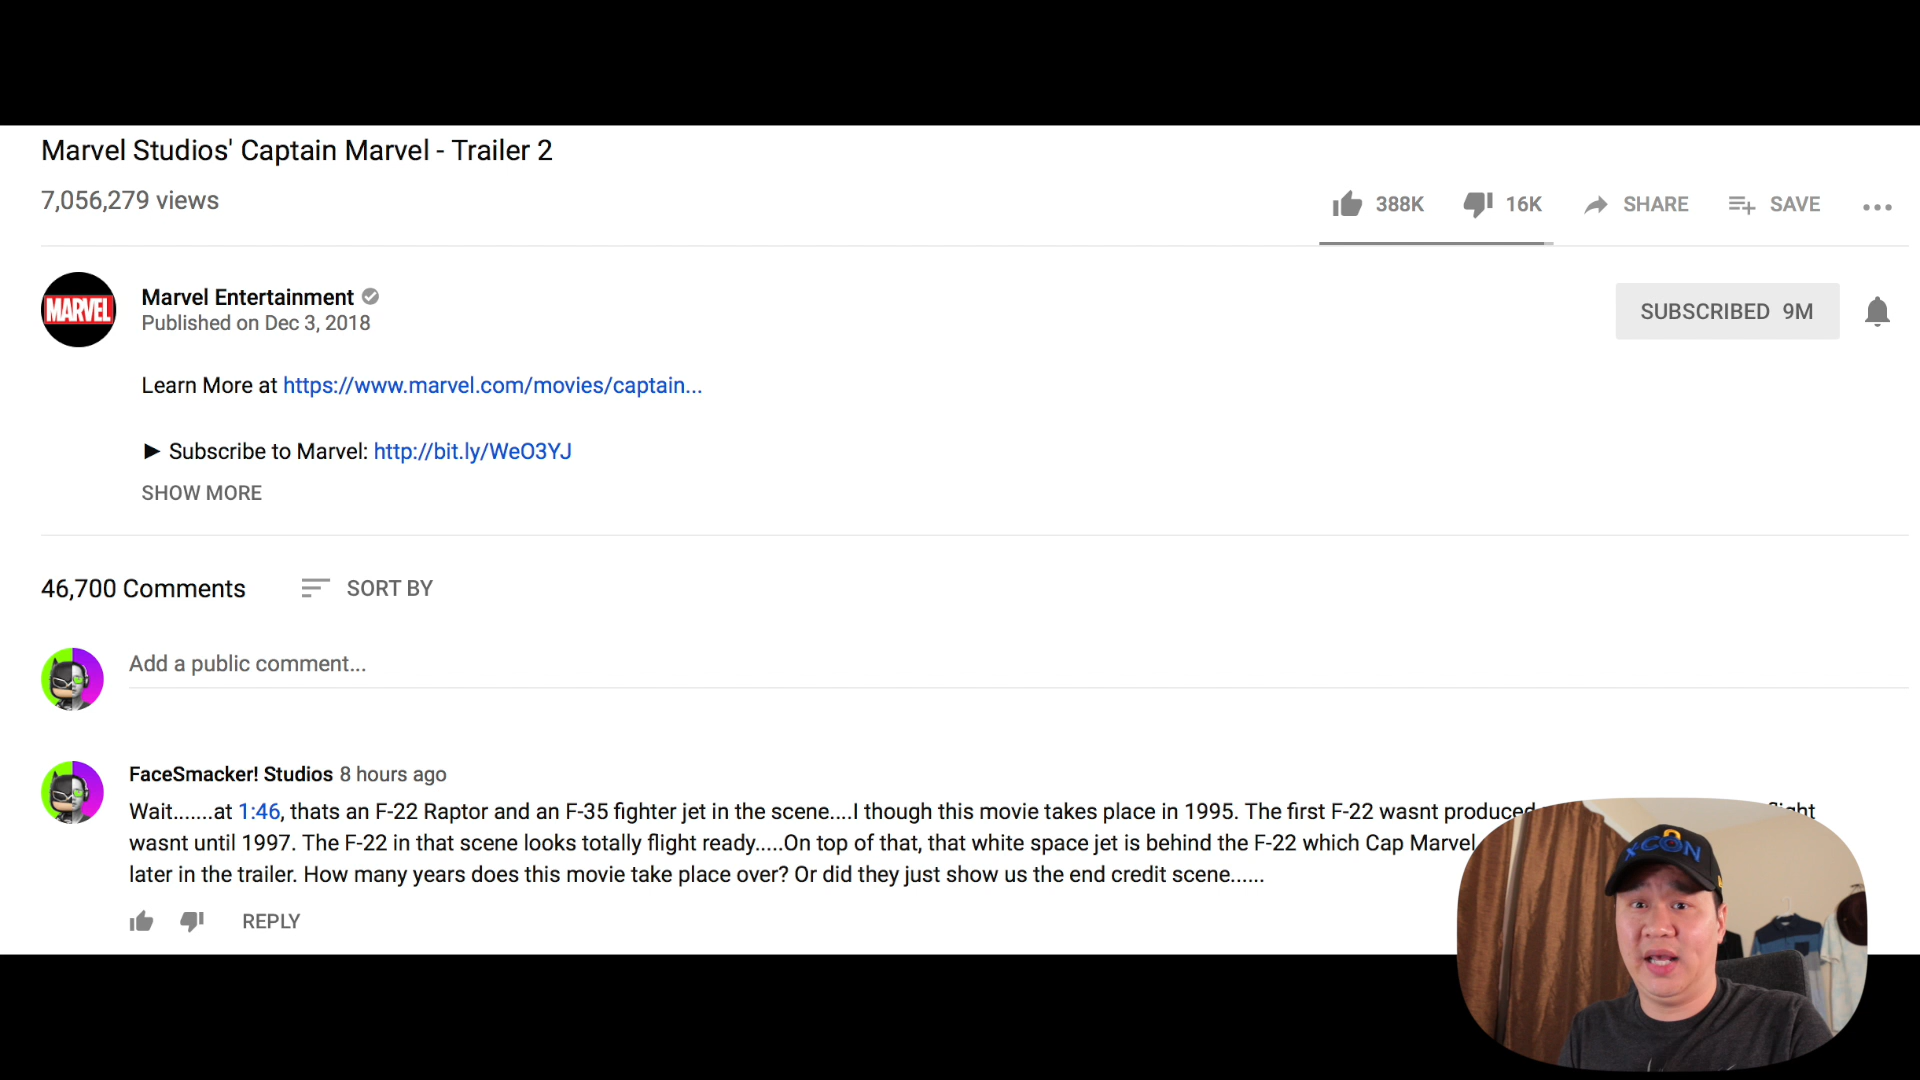 Marvel Studios' Captain Marvel - Trailer 2
7,056,279 views
388K 16K SHARE SAVE
MARVEL
Marvel Entertainment
Published on Dec 3, 2018
SUBSCRIBED 9M
Learn More at https://www.marvel.com/movies/captain...
► Subscribe to Marvel: http://bit.ly/WeO3YJ
SHOW MORE
46,700 Comments SORT BY
Add a public comment...
FaceSmacker! Studios 8 hours ago
Wait.......at 1:46, thats an F-22 Raptor and an F-35 fighter jet in the scene....I though this movie takes place in 1995. The first F-22 wasnt produced
wasnt until 1997. The F-22 in that scene looks totally flight ready.....On top of that, that white space jet is behind the F-22 which Cap Marvel
later in the trailer. How many years does this movie take place over? Or did they just show us the end credit scene......
REPLY
XCON